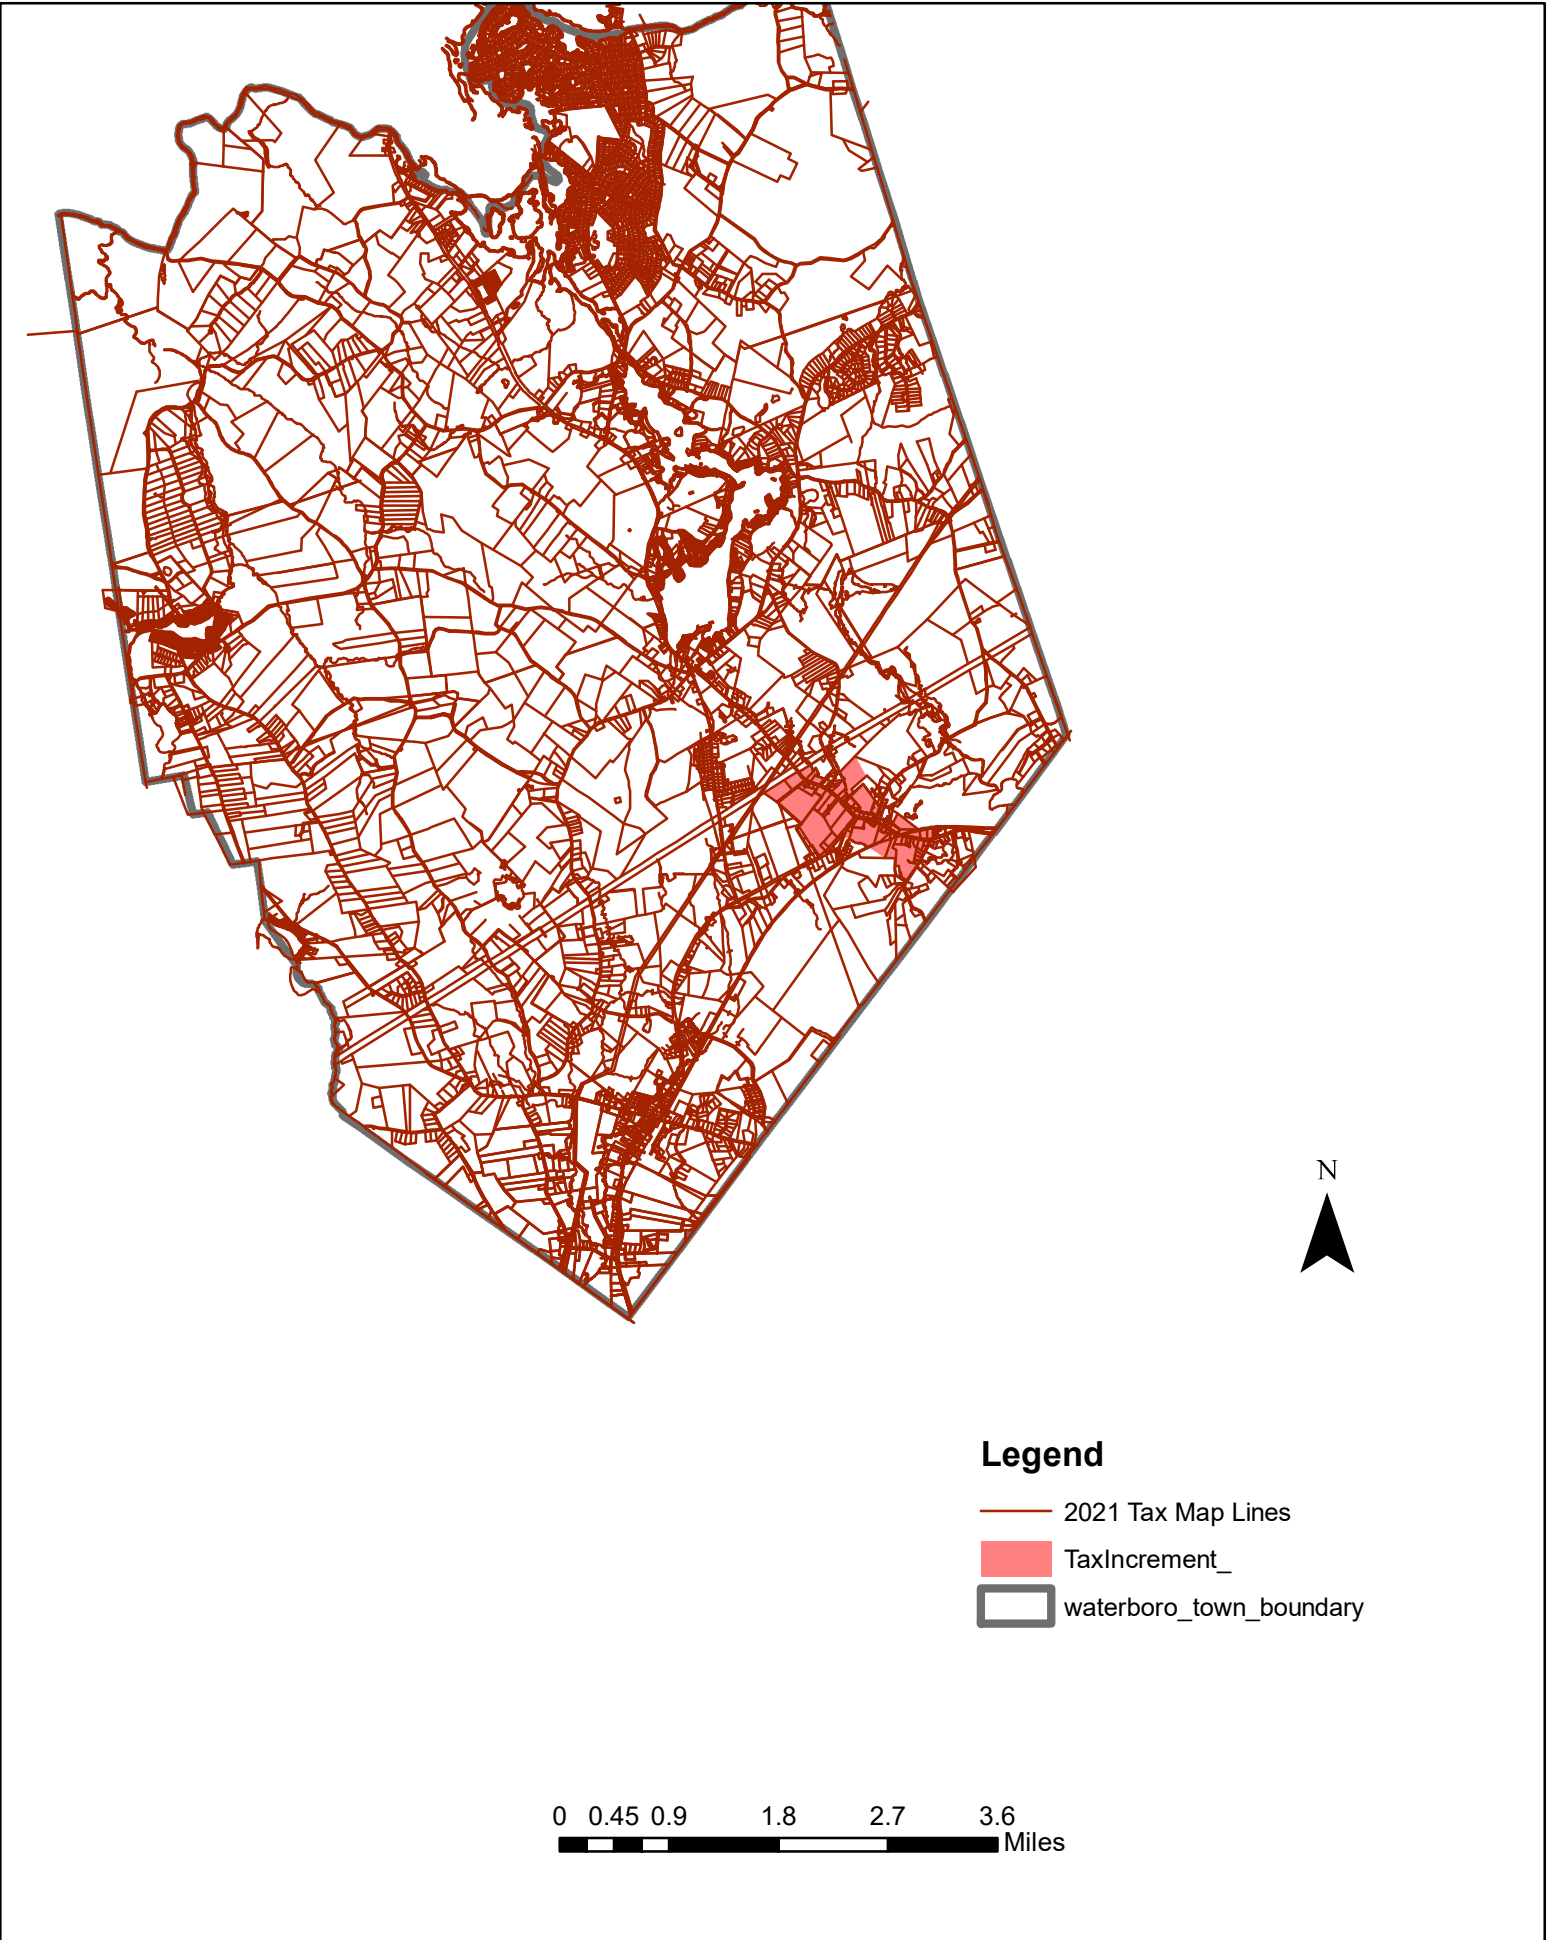 N
Legend
2021 Tax Map Lines
TaxIncrement_
waterboro_town_boundary
0 0.45 0.9 1.8 2.7 3.6
Miles